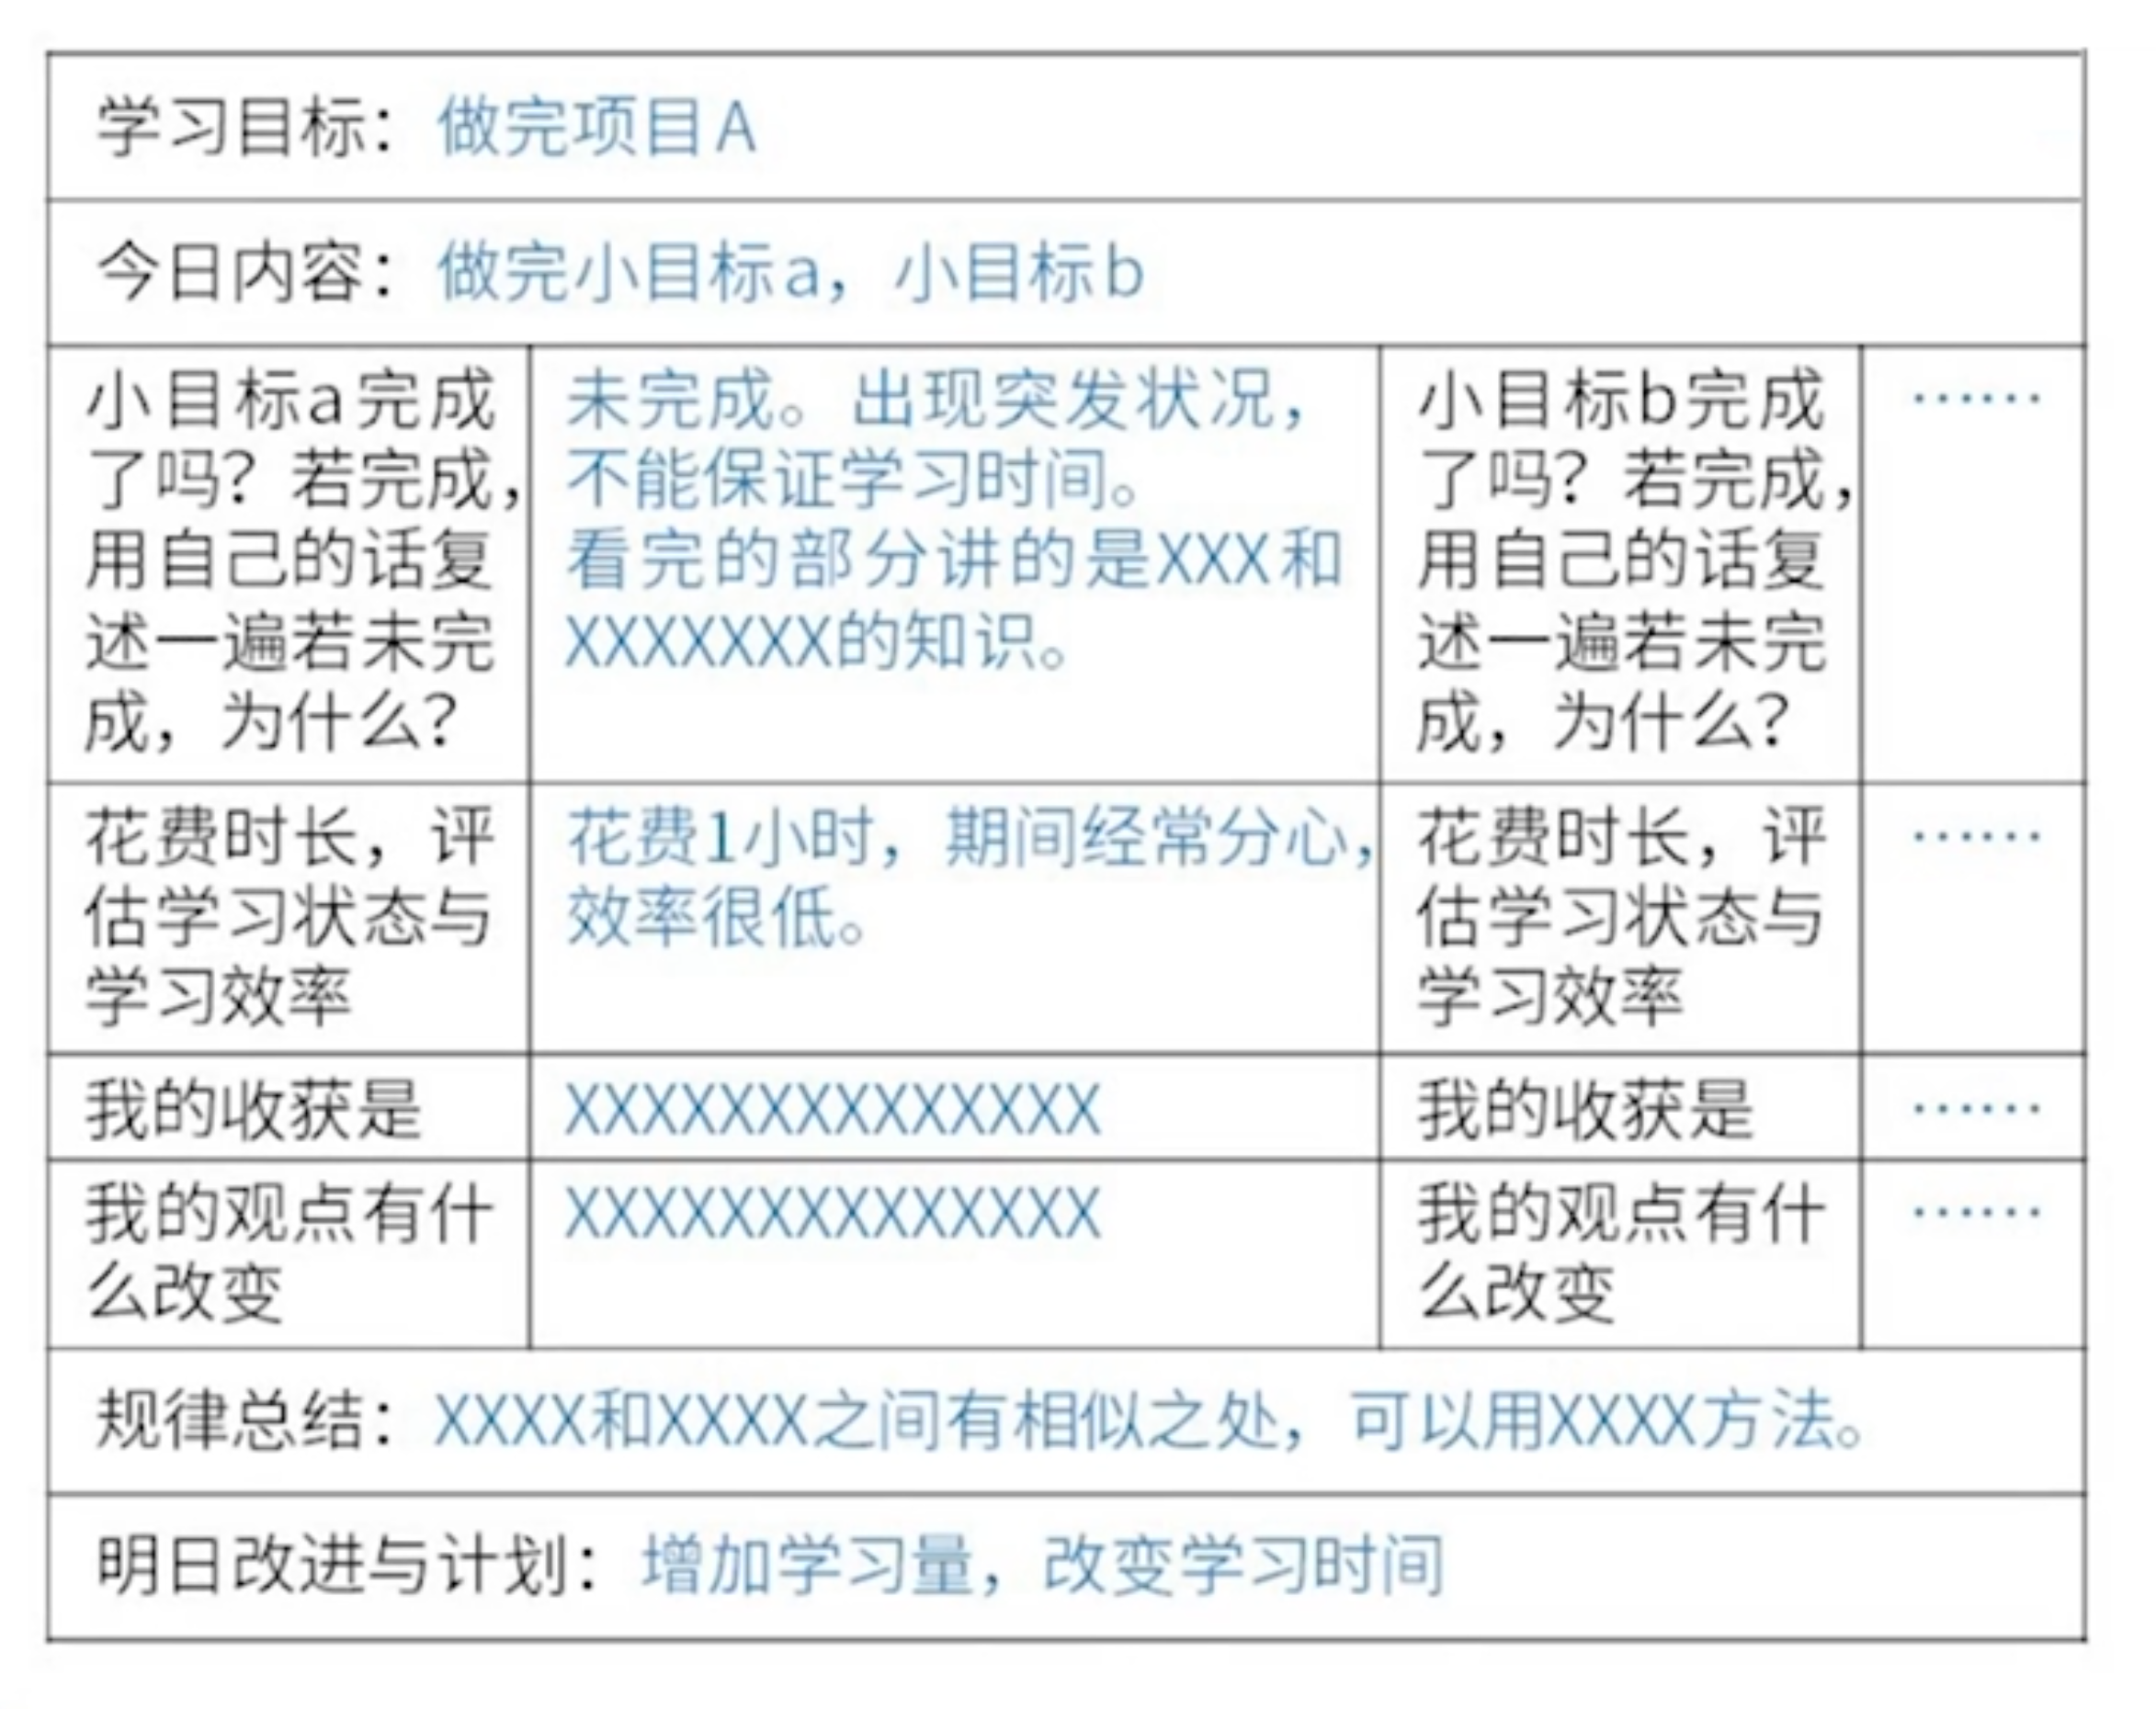 学习目标：做完项目A
今日内容：做完小目标a，小目标b
小目标a完成
了吗？若完成，
用自己的话复
述一遍若未完
成，为什么？
未完成。出现突发状况，
不能保证学习时间。
看完的部分讲的是XXX和
XXXXXXX的知识。
小目标b完成
了吗？若完成，
用自己的话复
述一遍若未完
成，为什么？
……
花费时长，评
估学习状态与
学习效率
花费1小时，期间经常分心，
效率很低。
花费时长，评
估学习状态与
学习效率
……
我的收获是
XXXXXXXXXXXXXX
我的收获是
……
我的观点有什
么改变
XXXXXXXXXXXXXX
我的观点有什
么改变
……
规律总结：XXXX和XXXX之间有相似之处，可以用XXXX方法。
明日改进与计划：增加学习量，改变学习时间